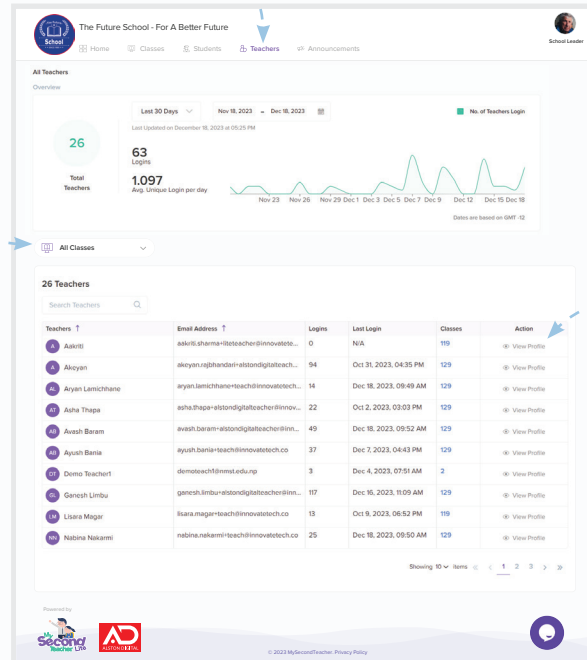 The Future School - For A Better Future
School
Home Classes Students Teachers Announcements
School Leader
All Teachers
Overview
Last 30 Days Nov 18, 2023 - Dec 18, 2023
No. of Teachers Login
Last Updated on December 18, 2023 at 05:25 PM
26
Total
Teachers
63
Logins
1.097
Avg. Unique Login per day
Nov 23 Nov 26 Nov 29 Dec 1 Dec 3 Dec 5 Dec 7 Dec 9 Dec 12 Dec 15 Dec 18
Dates are based on GMT -12
All Classes
26 Teachers
Search Teachers
Teachers ↑ Email Address ↑ Logins Last Login Classes Action
A Aakriti aakriti.sharma+liteteacher@innovatete... 0 N/A 119 View Profile
A Akeyan akeyan.rajbhandari+alstondigitalteach... 94 Oct 31, 2023, 04:35 PM 129 View Profile
AL Aryan Lamichhane aryan.lamichhane+teach@innovatetech... 14 Dec 18, 2023, 09:49 AM 129 View Profile
AT Asha Thapa asha.thapa+alstondigitalteacher@innov... 22 Oct 2, 2023, 03:03 PM 129 View Profile
AB Avash Baram avash.baram+alstondigitalteacher@inn... 49 Dec 18, 2023, 09:52 AM 129 View Profile
AB Ayush Bania ayush.bania+teach@innovatetech.co 37 Dec 7, 2023, 04:43 PM 129 View Profile
DT Demo Teacher1 demoteach1@nmst.edu.np 3 Dec 4, 2023, 07:51 AM 2 View Profile
GL Ganesh Limbu ganesh.limbu+alstondigitalteacher@inn... 117 Dec 16, 2023, 11:09 AM 129 View Profile
LM Lisara Magar lisara.magar+teach@innovatetech.co 13 Oct 9, 2023, 06:52 PM 119 View Profile
NN Nabina Nakarmi nabina.nakarmi+teach@innovatetech.co 25 Dec 18, 2023, 09:50 AM 129 View Profile
Showing 10 items « < 1 2 3 > »
Powered by
My
Second
Teacher Lite
AD
ALSTON DIGITAL
© 2023 MySecondTeacher. Privacy Policy